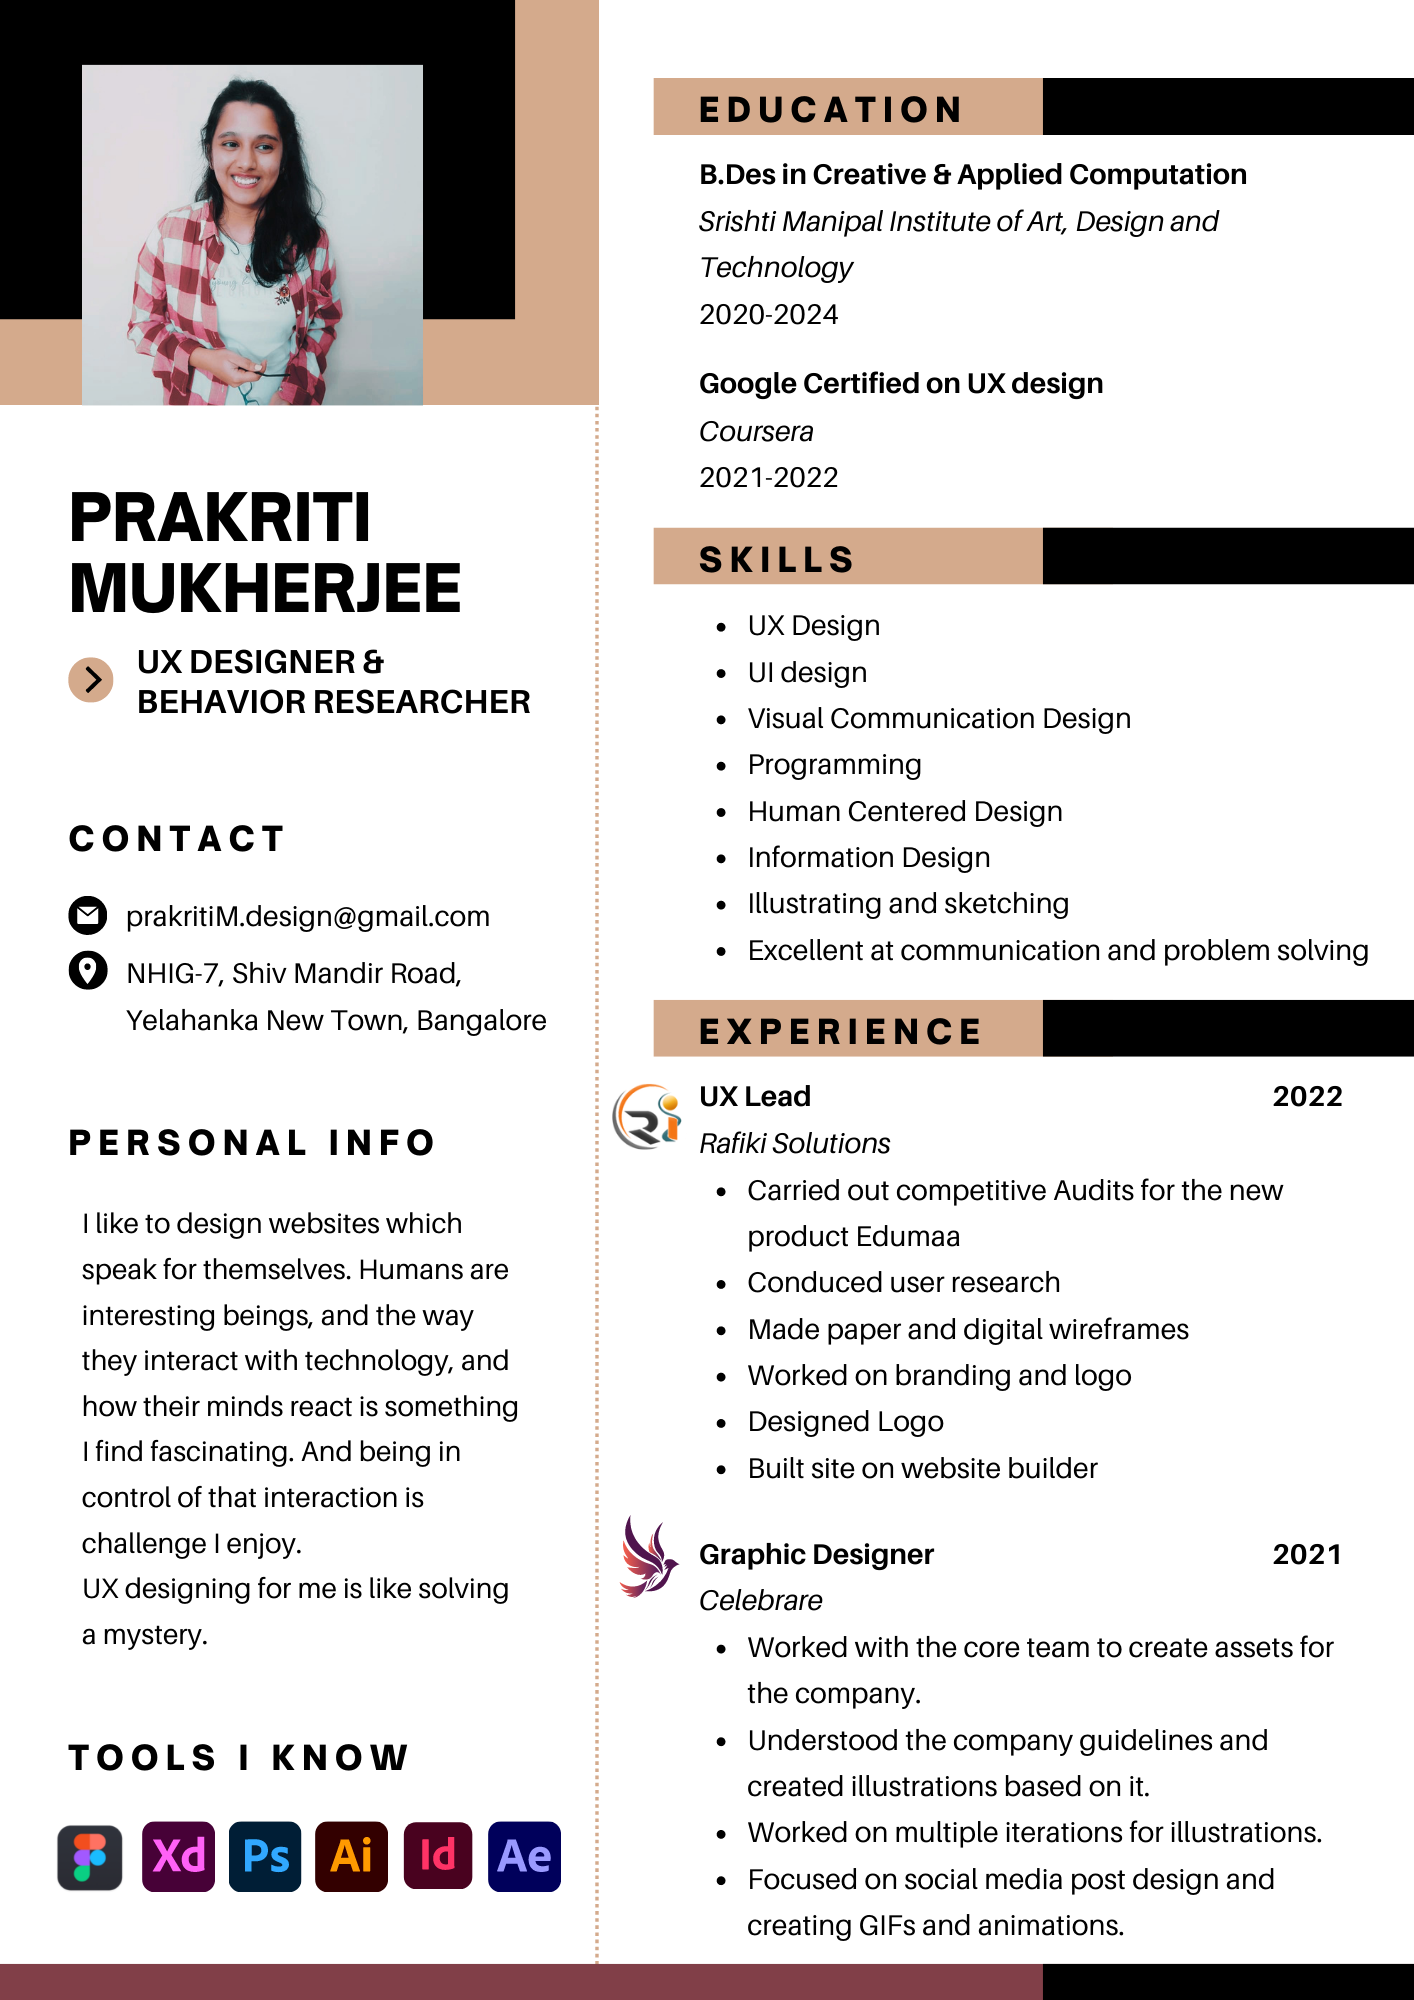 PRAKRITI
MUKHERJEE
UX DESIGNER &
BEHAVIOR RESEARCHER
CONTACT
prakritiM.design@gmail.com
NHIG-7, Shiv Mandir Road,
Yelahanka New Town, Bangalore
PERSONAL INFO
I like to design websites which
speak for themselves. Humans are
interesting beings, and the way
they interact with technology, and
how their minds react is something
I find fascinating. And being in
control of that interaction is
challenge I enjoy.
UX designing for me is like solving
a mystery.
TOOLS I KNOW
Xd Ps Ai Id Ae
EDUCATION
B.Des in Creative & Applied Computation
Srishti Manipal Institute of Art, Design and
Technology
2020-2024
Google Certified on UX design
Coursera
2021-2022
SKILLS
• UX Design
• UI design
• Visual Communication Design
• Programming
• Human Centered Design
• Information Design
• Illustrating and sketching
• Excellent at communication and problem solving
EXPERIENCE
Ri
UX Lead 2022
Rafiki Solutions
• Carried out competitive Audits for the new
product Edumaa
• Conduced user research
• Made paper and digital wireframes
• Worked on branding and logo
• Designed Logo
• Built site on website builder
Graphic Designer 2021
Celebrare
• Worked with the core team to create assets for
the company.
• Understood the company guidelines and
created illustrations based on it.
• Worked on multiple iterations for illustrations.
• Focused on social media post design and
creating GIFs and animations.